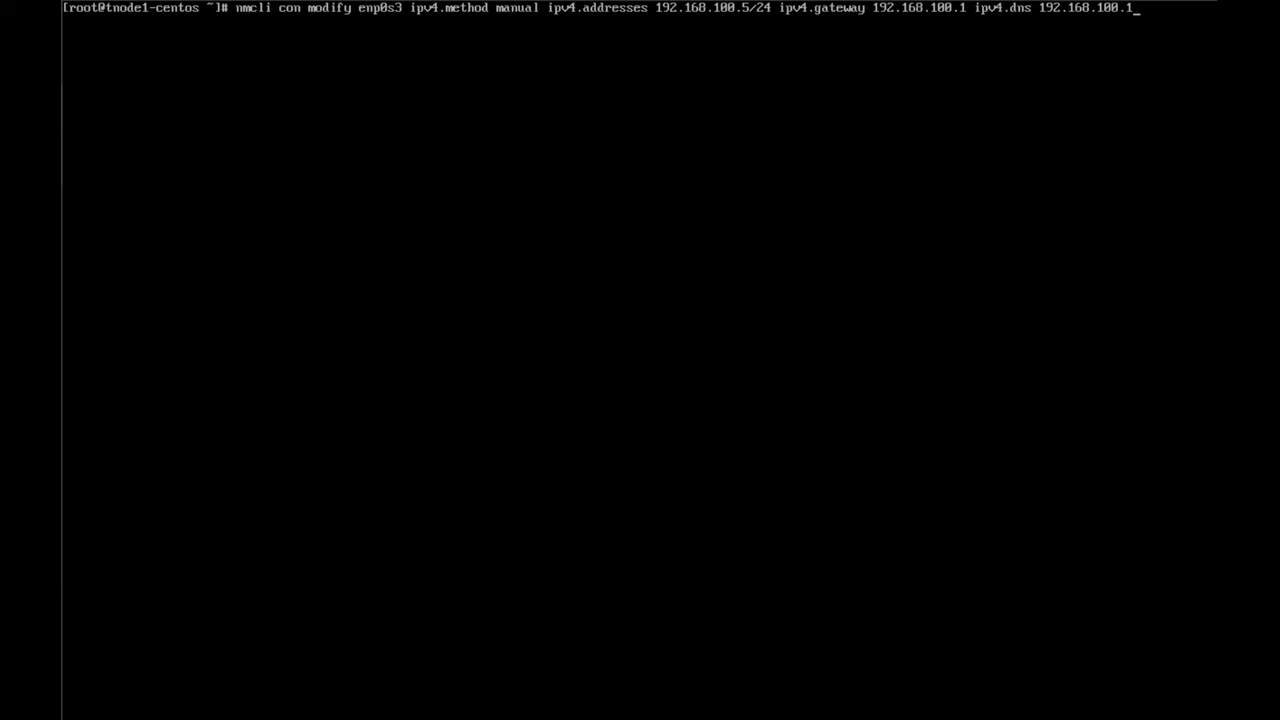 [root@tnode1-centos ~]# nmcli con modify enp0s3 ipv4.method manual ipv4.addresses 192.168.100.5/24 ipv4.gateway 192.168.100.1 ipv4.dns 192.168.100.1_